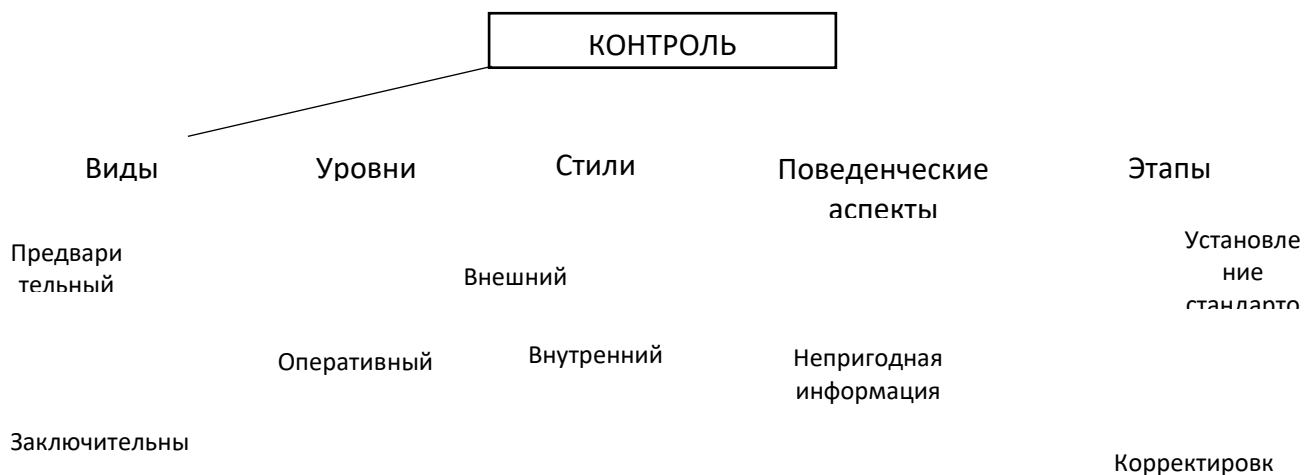 КОНТРОЛЬ
Виды
Уровни
Стили
Поведенческие
аспекты
Этапы
Предвари
тельный
Внешний
Установле
ние
стандарто
Оперативный
Внутренний
Непригодная
информация
Заключительны
Корректировк